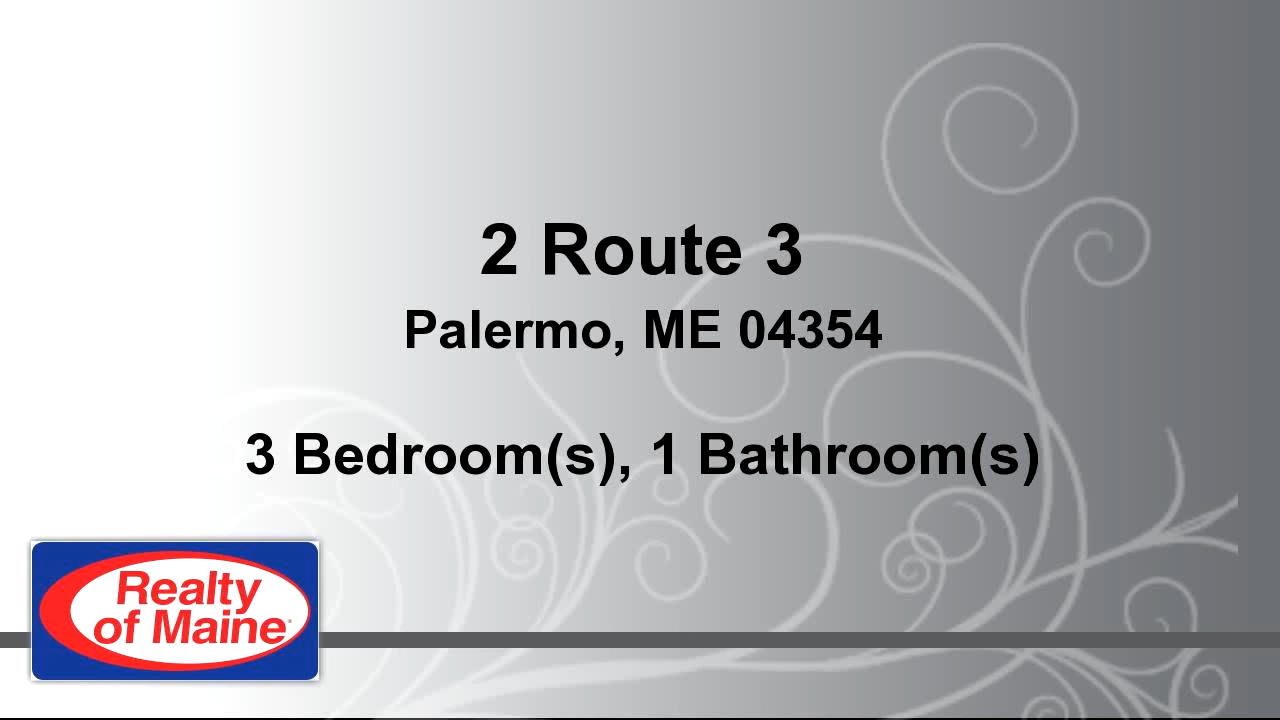 2 Route 3
Palermo, ME 04354
3 Bedroom(s), 1 Bathroom(s)
Realty
of Maine